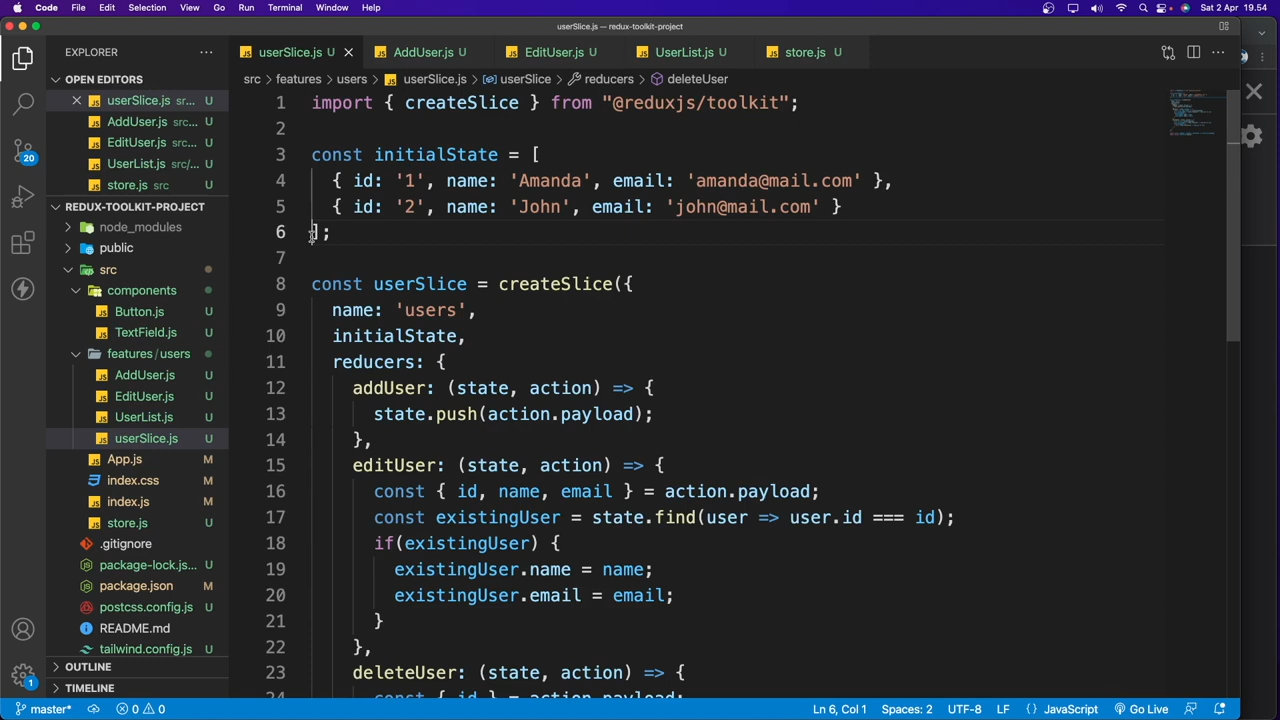 Code File Edit Selection View Go Run Terminal Window Help Sat 2 Apr 19.54
userSlice.js — redux-toolkit-project
EXPLORER ···
userSlice.js U AddUser.js U EditUser.js U UserList.js U store.js U
src > features > users > userSlice.js > userSlice > reducers > deleteUser
OPEN EDITORS
userSlice.js src... U
AddUser.js src... U
EditUser.js src... U
UserList.js src/... U
store.js src U
REDUX-TOOLKIT-PROJECT
node_modules
public
src
components
Button.js U
TextField.js U
features/users
AddUser.js U
EditUser.js U
UserList.js U
userSlice.js U
App.js M
index.css M
index.js M
store.js U
.gitignore
package-lock.js... U
package.json M
postcss.config.js U
README.md
tailwind.config.js U
OUTLINE
TIMELINE
20
1
1 import { createSlice } from "@reduxjs/toolkit";
2
3 const initialState = [
4 { id: '1', name: 'Amanda', email: 'amanda@mail.com' },
5 { id: '2', name: 'John', email: 'john@mail.com' }
6 ];
7
8 const userSlice = createSlice({
9 name: 'users',
10 initialState,
11 reducers: {
12 addUser: (state, action) => {
13 state.push(action.payload);
14 },
15 editUser: (state, action) => {
16 const { id, name, email } = action.payload;
17 const existingUser = state.find(user => user.id === id);
18 if(existingUser) {
19 existingUser.name = name;
20 existingUser.email = email;
21 }
22 },
23 deleteUser: (state, action) => {
24 const { id } = action.payload;
master* 0 0 Ln 6, Col 1 Spaces: 2 UTF-8 LF {} JavaScript Go Live